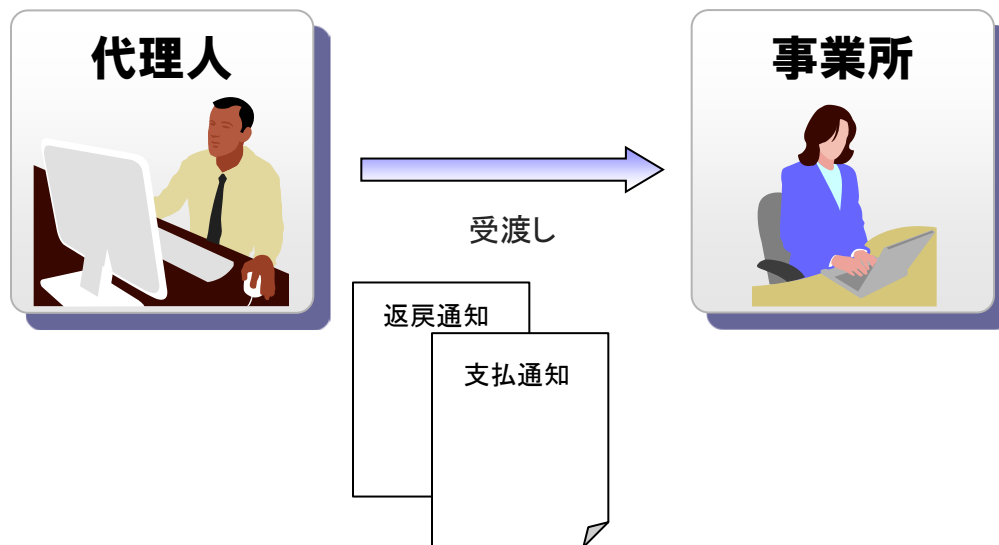 代理人
事業所
受渡し
返戻通知
支払通知